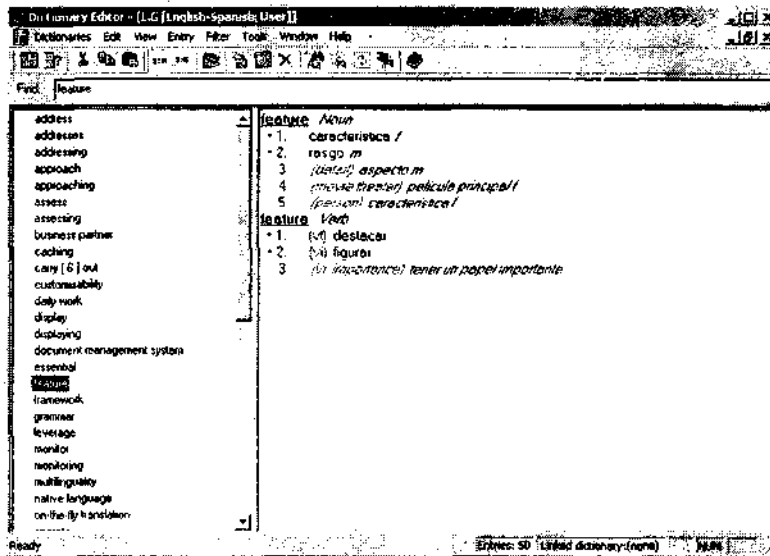 Dictionary Editor - [L.G [English-Spanish; User]]
Dictionaries Edit View Entry Filter Tools Window Help
Find: feature
address
addresses
addressing
approach
approaching
assess
assessing
business partner
caching
carry [6] out
customisability
daily work
display
displaying
document management system
essential
feature
framework
grammar
leverage
monitor
monitoring
multilinguality
native language
on-the-fly translation
feature Noun
• 1. característica f
• 2. rasgo m
3 (detail) aspecto m
4 (movie theater) película principal f
5 (person) característica f
feature Verb
• 1. (vt) destacar
• 2. (vi) figurar
3 (in importance) tener un papel importante
Ready
Entries: 50 Linked dictionary:(none) NUM